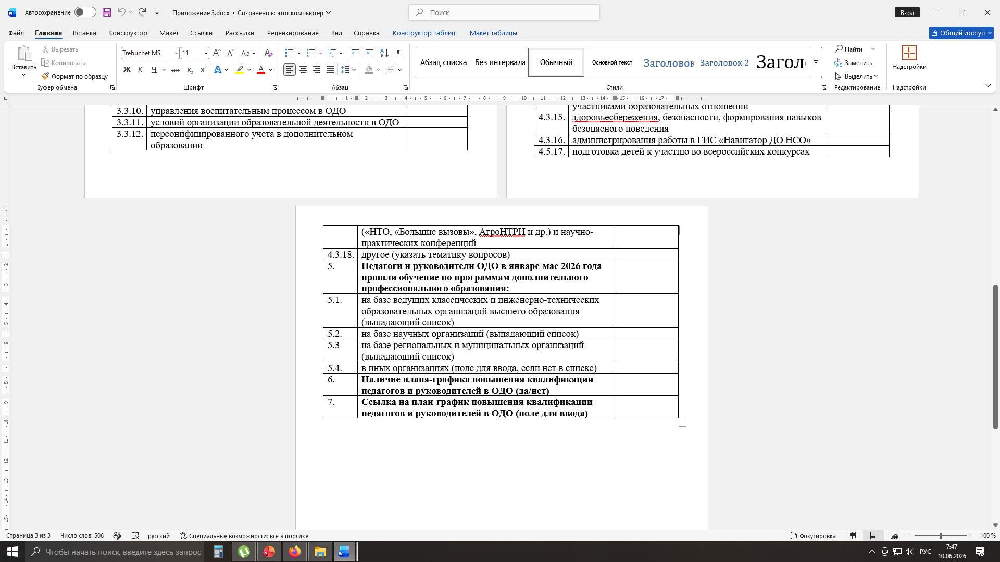 Автосохранение
Приложение 3.docx • Сохранено в: этот компьютер
Поиск
Вход
Файл Главная Вставка Конструктор Макет Ссылки Рассылки Рецензирование Вид Справка Конструктор таблиц Макет таблицы
Общий доступ
Вставить
Вырезать
Копировать
Формат по образцу
Буфер обмена
Trebuchet MS 11
Шрифт
Абзац
Абзац списка Без интервала Обычный Основной текст Заголовок Заголовок 2 Загол
Стили
Найти
Заменить
Выделить
Редактирование
Надстройки
Надстройки
3.3.10. управления воспитательным процессом в ОДО
3.3.11. условий организации образовательной деятельности в ОДО
3.3.12. персонифицированного учета в дополнительном
образовании
участниками образовательных отношений
4.3.15. здоровьесбережения, безопасности, формирования навыков
безопасного поведения
4.3.16. администрирования работы в ГИС «Навигатор ДО НСО»
4.5.17. подготовка детей к участию во всероссийских конкурсах
(«НТО, «Большие вызовы», АгроНТРИ и др.) и научно-
практических конференций
4.3.18. другое (указать тематику вопросов)
5. Педагоги и руководители ОДО в январе-мае 2026 года
прошли обучение по программам дополнительного
профессионального образования:
5.1. на базе ведущих классических и инженерно-технических
образовательных организаций высшего образования
(выпадающий список)
5.2. на базе научных организаций (выпадающий список)
5.3 на базе региональных и муниципальных организаций
(выпадающий список)
5.4. в иных организациях (поле для ввода, если нет в списке)
6. Наличие плана-графика повышения квалификации
педагогов и руководителей в ОДО (да/нет)
7. Ссылка на план-график повышения квалификации
педагогов и руководителей в ОДО (поле для ввода)
Страница 3 из 3 Число слов: 506 русский Специальные возможности: все в порядке
Фокусировка
100 %
Чтобы начать поиск, введите здесь запрос
РУС
7:47
10.06.2026